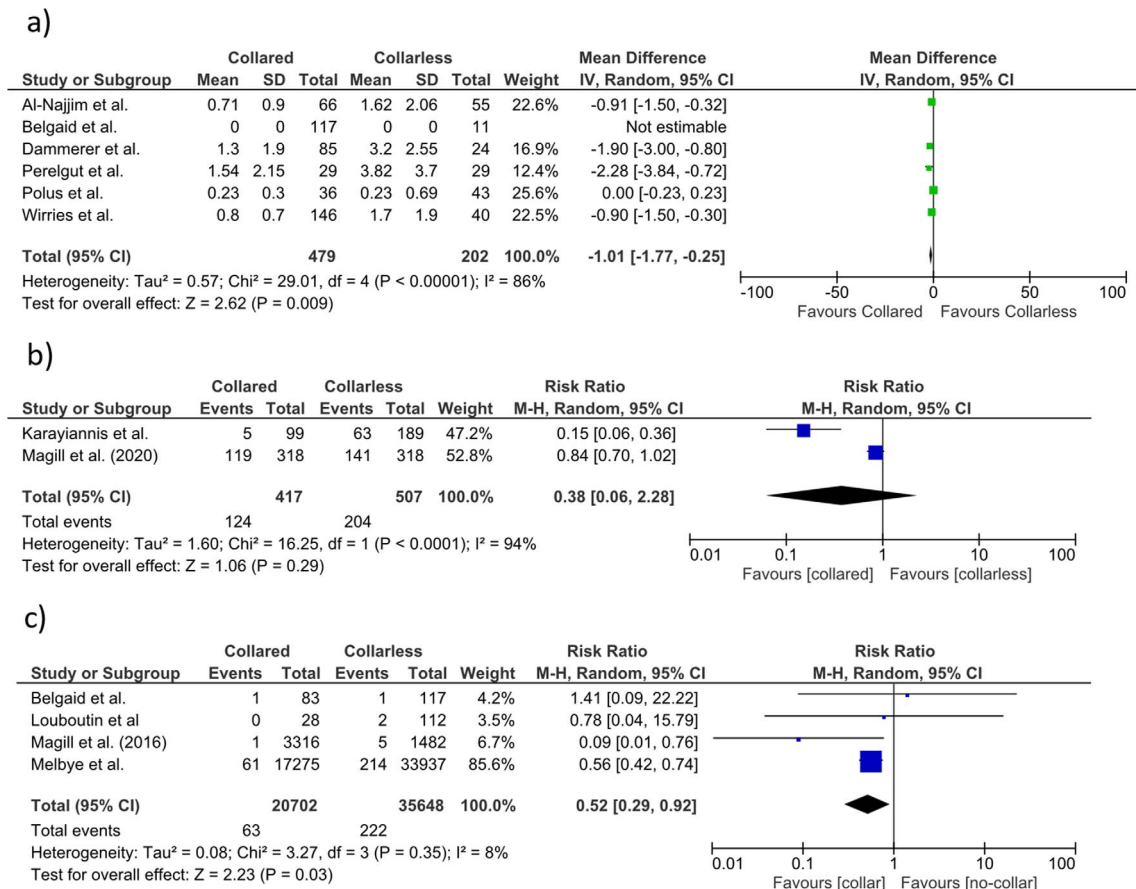 a)
Collared Collarless Mean Difference Mean Difference
Study or Subgroup Mean SD Total Mean SD Total Weight IV, Random, 95% CI IV, Random, 95% CI
Al-Najjim et al. 0.71 0.9 66 1.62 2.06 55 22.6% -0.91 [-1.50, -0.32]
Belgaid et al. 0 0 117 0 0 11 Not estimable
Dammerer et al. 1.3 1.9 85 3.2 2.55 24 16.9% -1.90 [-3.00, -0.80]
Perelgut et al. 1.54 2.15 29 3.82 3.7 29 12.4% -2.28 [-3.84, -0.72]
Polus et al. 0.23 0.3 36 0.23 0.69 43 25.6% 0.00 [-0.23, 0.23]
Wirries et al. 0.8 0.7 146 1.7 1.9 40 22.5% -0.90 [-1.50, -0.30]
Total (95% CI) 479 202 100.0% -1.01 [-1.77, -0.25]
Heterogeneity: Tau² = 0.57; Chi² = 29.01, df = 4 (P < 0.00001); I² = 86%
Test for overall effect: Z = 2.62 (P = 0.009)
-100 -50 0 50 100
Favours Collared Favours Collarless
b)
Collared Collarless Risk Ratio Risk Ratio
Study or Subgroup Events Total Events Total Weight M-H, Random, 95% CI M-H, Random, 95% CI
Karayiannis et al. 5 99 63 189 47.2% 0.15 [0.06, 0.36]
Magill et al. (2020) 119 318 141 318 52.8% 0.84 [0.70, 1.02]
Total (95% CI) 417 507 100.0% 0.38 [0.06, 2.28]
Total events 124 204
Heterogeneity: Tau² = 1.60; Chi² = 16.25, df = 1 (P < 0.0001); I² = 94%
Test for overall effect: Z = 1.06 (P = 0.29)
0.01 0.1 1 10 100
Favours [collared] Favours [collarless]
c)
Collared Collarless Risk Ratio Risk Ratio
Study or Subgroup Events Total Events Total Weight M-H, Random, 95% CI M-H, Random, 95% CI
Belgaid et al. 1 83 1 117 4.2% 1.41 [0.09, 22.22]
Louboutin et al 0 28 2 112 3.5% 0.78 [0.04, 15.79]
Magill et al. (2016) 1 3316 5 1482 6.7% 0.09 [0.01, 0.76]
Melbye et al. 61 17275 214 33937 85.6% 0.56 [0.42, 0.74]
Total (95% CI) 20702 35648 100.0% 0.52 [0.29, 0.92]
Total events 63 222
Heterogeneity: Tau² = 0.08; Chi² = 3.27, df = 3 (P = 0.35); I² = 8%
Test for overall effect: Z = 2.23 (P = 0.03)
0.01 0.1 1 10 100
Favours [collar] Favours [no-collar]